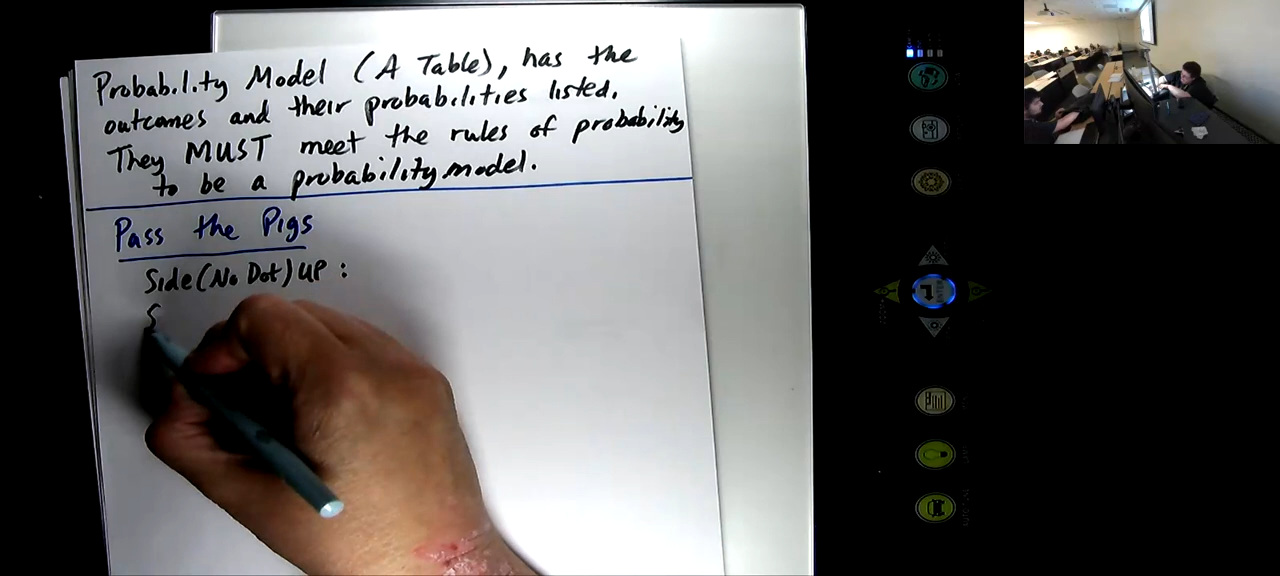 Probability Model (A Table), has the
outcomes and their probabilities listed.
They MUST meet the rules of probability
to be a probability model.
Pass the Pigs
Side (No Dot) UP :
S